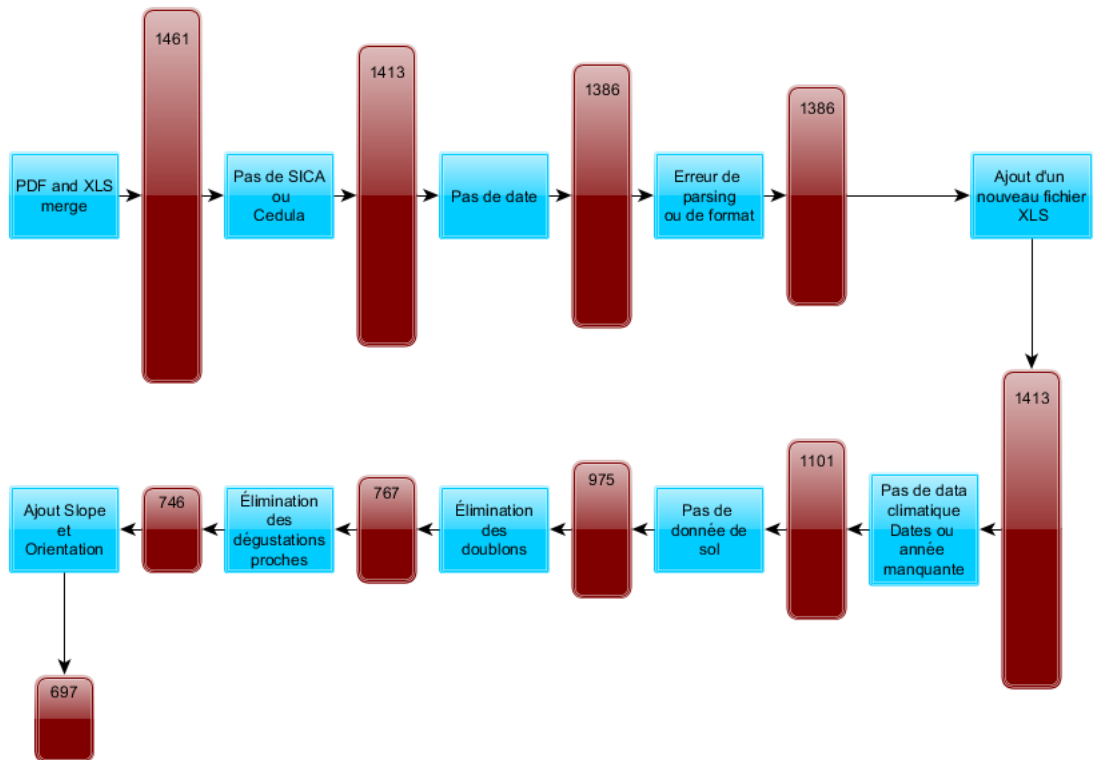 PDF and XLS
merge
1461
Pas de SICA
ou
Cedula
1413
Pas de date
1386
Erreur de
parsing
ou de format
1386
Ajout d'un
nouveau fichier
XLS
1413
Pas de data
climatique
Dates ou
année
manquante
1101
Pas de
donnée de
sol
975
Élimination
des
doublons
767
Élimination
des
dégustations
proches
746
Ajout Slope
et
Orientation
697